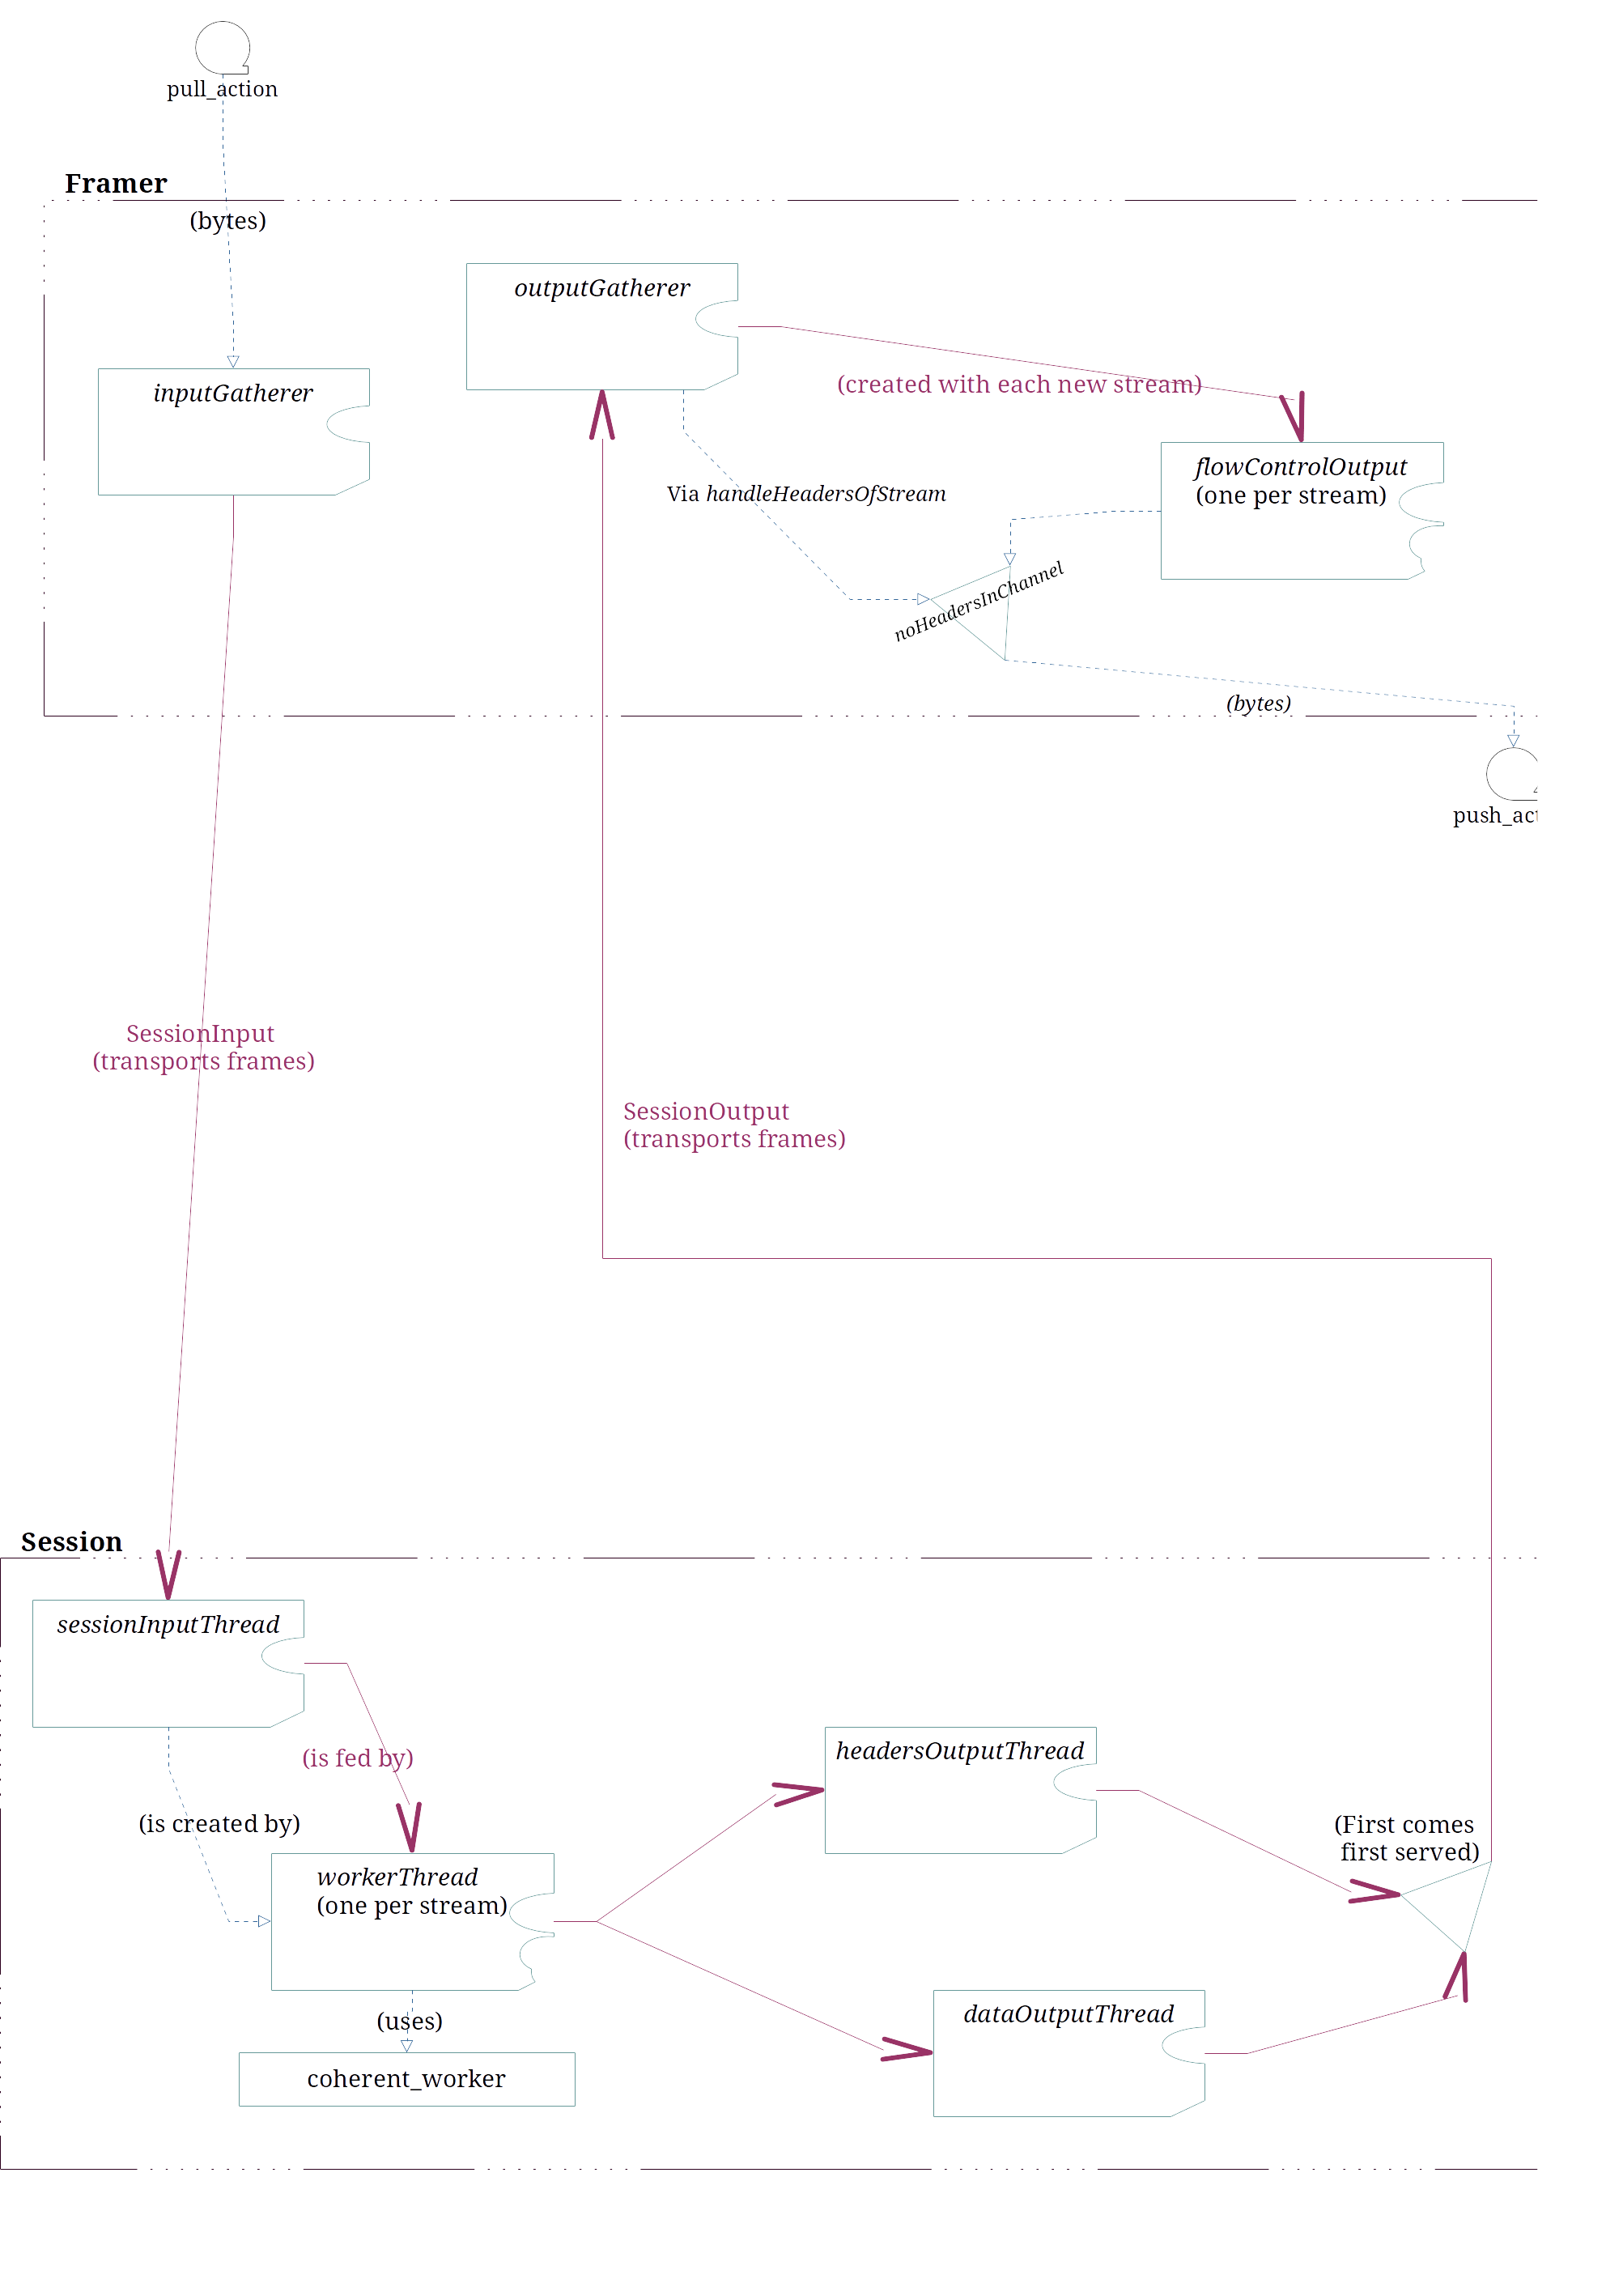 pull_action
Framer
(bytes)
outputGatherer
inputGatherer
(created with each new stream)
flowControlOutput
(one per stream)
Via handleHeadersOfStream
noHeadersInChannel
(bytes)
push_act
SessionInput
(transports frames)
SessionOutput
(transports frames)
Session
sessionInputThread
(is fed by)
headersOutputThread
(is created by)
(First comes
first served)
workerThread
(one per stream)
dataOutputThread
(uses)
coherent_worker